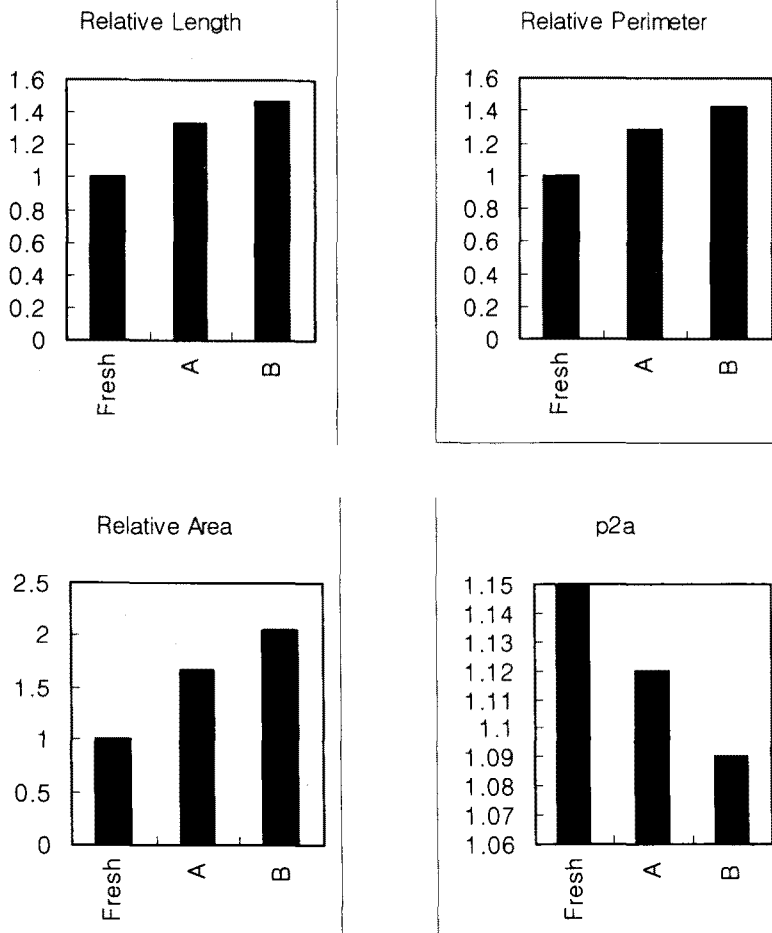 Relative Length
1.6
1.4
1.2
1
0.8
0.6
0.4
0.2
0
Fresh
A
B
Relative Perimeter
1.6
1.4
1.2
1
0.8
0.6
0.4
0.2
0
Fresh
A
B
Relative Area
2.5
2
1.5
1
0.5
0
Fresh
A
B
p2a
1.15
1.14
1.13
1.12
1.11
1.1
1.09
1.08
1.07
1.06
Fresh
A
B